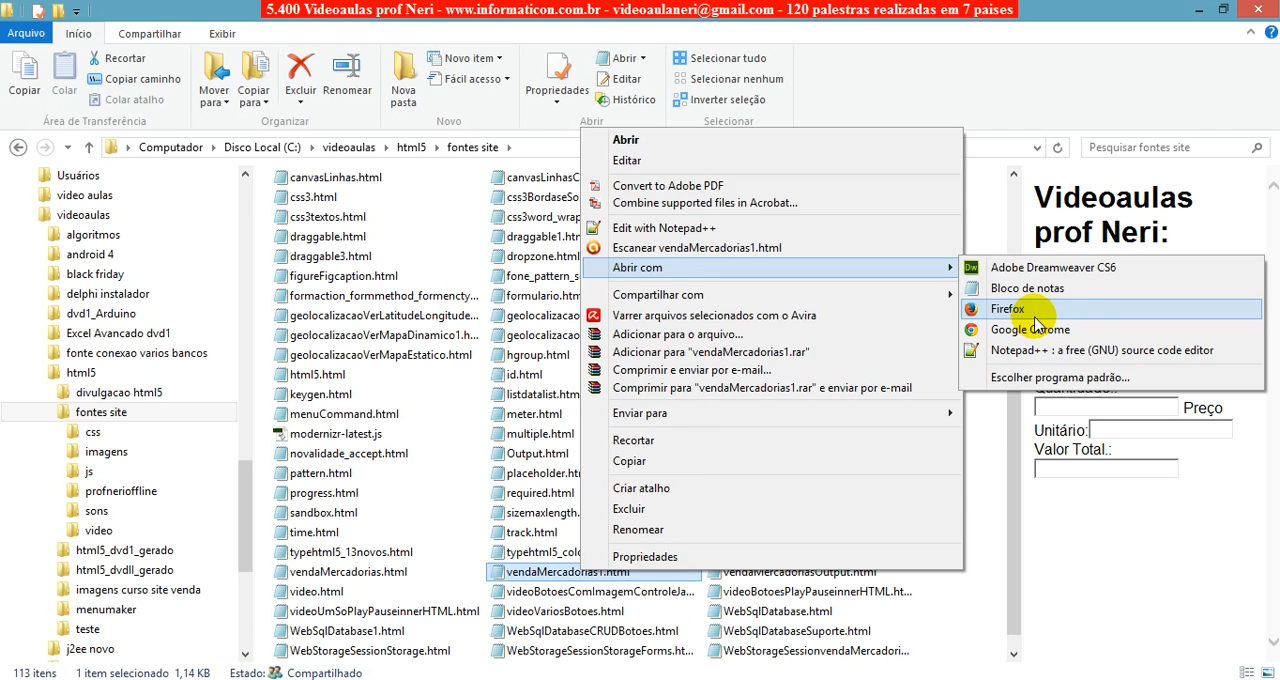 5.400 Videoaulas prof Neri - www.informaticon.com.br - videoaulaneri@gmail.com - 120 palestras realizadas em 7 paises
Arquivo Início Compartilhar Exibir
Copiar
Colar
Recortar
Copiar caminho
Colar atalho
Área de Transferência
Mover para
Copiar para
Excluir
Renomear
Organizar
Nova pasta
Novo item
Fácil acesso
Novo
Propriedades
Abrir
Editar
Histórico
Abrir
Selecionar tudo
Selecionar nenhum
Inverter seleção
Selecionar
Computador Disco Local (C:) videoaulas html5 fontes site
Pesquisar fontes site
Usuários
video aulas
videoaulas
algoritmos
android 4
black friday
delphi instalador
dvd1_Arduino
Excel Avancado dvd1
fonte conexao varios bancos
html5
divulgacao html5
fontes site
css
imagens
js
profnerioffline
sons
video
html5_dvd1_gerado
html5_dvdII_gerado
imagens curso site venda
menumaker
teste
j2ee novo
canvasLinhas.html
css3.html
css3textos.html
draggable.html
draggable3.html
figureFigcaption.html
formaction_formmethod_formencty...
geolocalizacaoVerLatitudeLongitude...
geolocalizacaoVerMapaDinamico1.h...
geolocalizacaoVerMapaEstatico.html
html5.html
keygen.html
menuCommand.html
modernizr-latest.js
novalidade_accept.html
pattern.html
progress.html
sandbox.html
time.html
typehtml5_13novos.html
vendaMercadorias.html
video.html
videoUmSoPlayPauseinnerHTML.html
WebSqlDatabase1.html
WebStorageSessionStorage.html
canvasLinhasC
css3BordaseSo
css3word_wrap
draggable1.htn
dropzone.html
fone_pattern_s
formulario.htm
geolocalizacao
geolocalizacao
hgroup.html
id.html
listdatalist.html
meter.html
multiple.html
Output.html
placeholder.htn
required.html
sizemaxlength.
track.html
typehtml5_colo
vendaMercadorias1.html
videoBotoesComImagemControleJa...
videoVariosBotoes.html
WebSqlDatabaseCRUDBotoes.html
WebStorageSessionStorageForms.ht...
vendaMercadoriasOutput.html
videoBotoesPlayPauseinnerHTML.ht...
WebSqlDatabase.html
WebSqlDatabaseSuporte.html
WebStorageSessionvendaMercadori...
Abrir
Editar
Convert to Adobe PDF
Combine supported files in Acrobat...
Edit with Notepad++
Escanear vendaMercadorias1.html
Abrir com
Compartilhar com
Varrer arquivos selecionados com o Avira
Adicionar para o arquivo...
Adicionar para "vendaMercadorias1.rar"
Comprimir e enviar por e-mail...
Comprimir para "vendaMercadorias1.rar" e enviar por e-mail
Enviar para
Recortar
Copiar
Criar atalho
Excluir
Renomear
Propriedades
Adobe Dreamweaver CS6
Bloco de notas
Firefox
Google Chrome
Notepad++ : a free (GNU) source code editor
Escolher programa padrão...
Videoaulas
prof Neri:
Quantidade.:
Preço
Unitário:
Valor Total.:
113 itens 1 item selecionado 1,14 KB Estado: Compartilhado